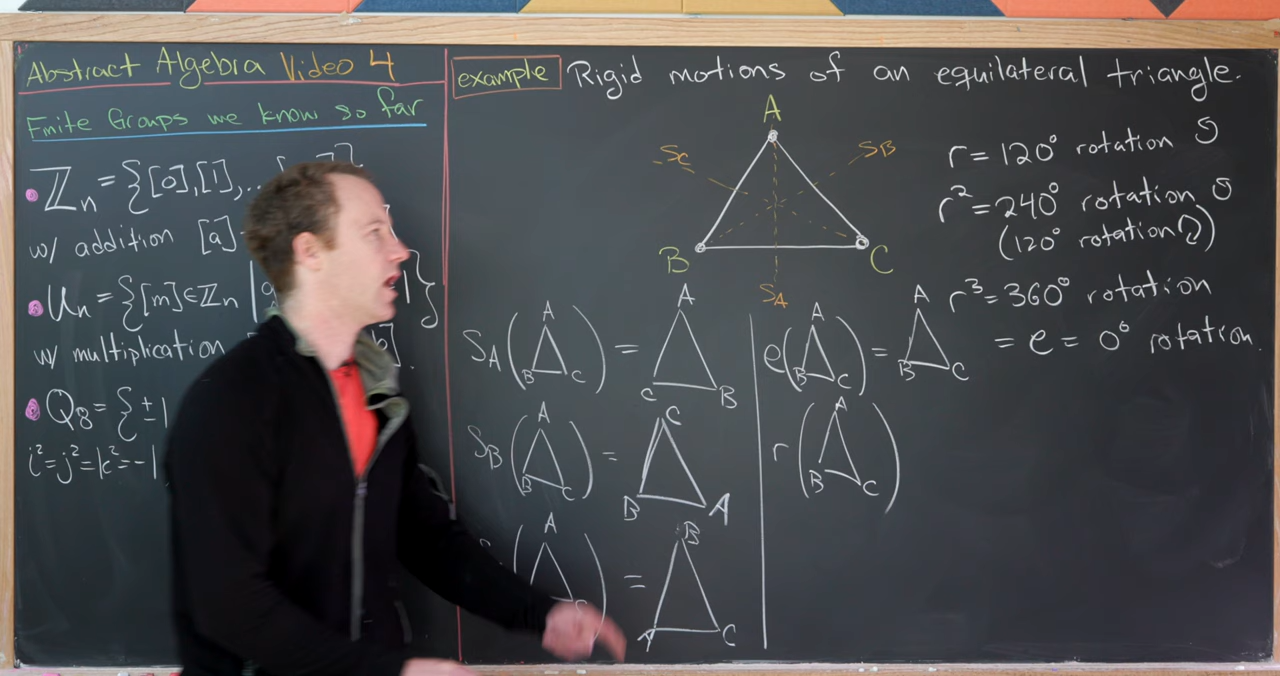 Abstract Algebra Video 4
Finite Groups we know so far
• ℤn = {[0],[1],...
w/ addition [a]
• Un = {[m]∈ℤn |
w/ multiplication
• Q8 = { ±1
i²=j²=k²=-1
example Rigid motions of an equilateral triangle.
A
SC SB
B C
SA
r = 120° rotation ↺
r² = 240° rotation ↺
(120° rotation ↻)
r³ = 360° rotation
= e = 0° rotation
A A
SA ( ) =
B C C B
A C
SB ( ) =
B C B A
A B
( ) =
C A C
A A
e ( ) =
B C B C
A
r ( )
B C